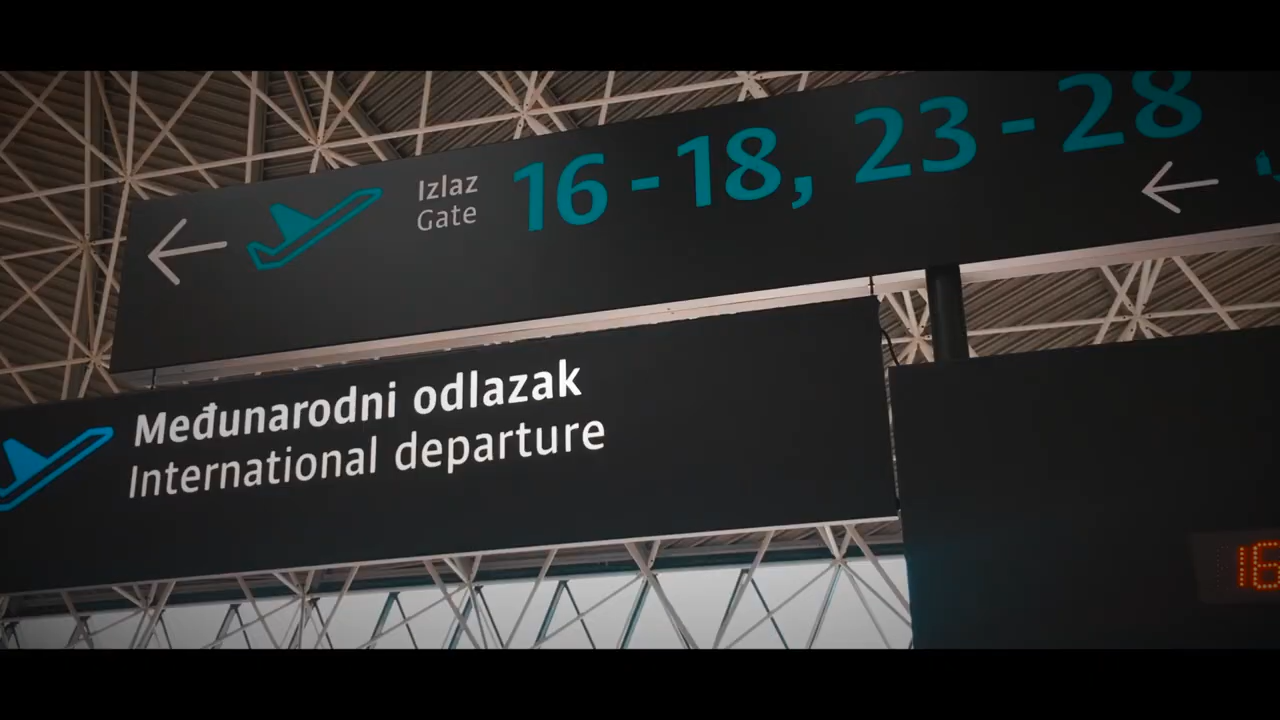 Izlaz
Gate
16-18, 23-28
Međunarodni odlazak
International departure
16